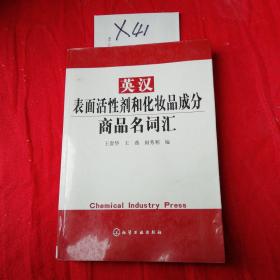 X41
英汉
表面活性剂和化妆品成分
商品名词汇
Chemical Industry Press
化学工业出版社